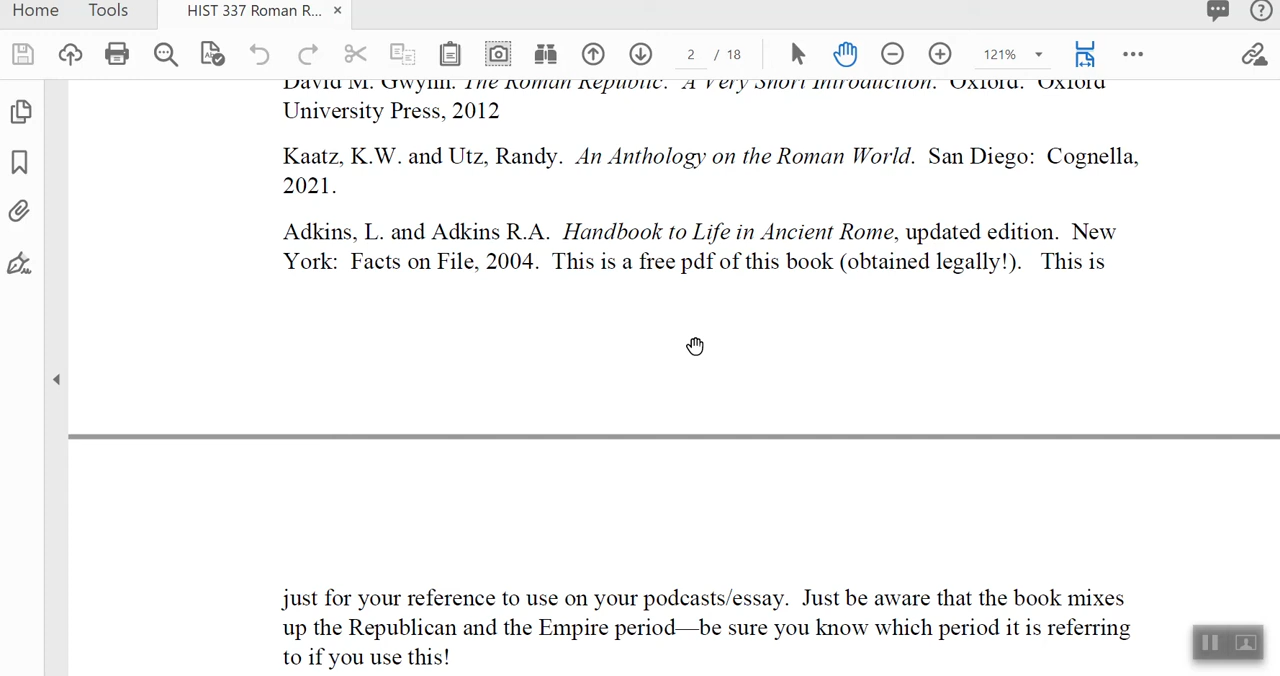 Home Tools HIST 337 Roman R... ×
2 / 18 121%
David M. Gwynn. The Roman Republic. A Very Short Introduction. Oxford: Oxford
University Press, 2012
Kaatz, K.W. and Utz, Randy. An Anthology on the Roman World. San Diego: Cognella,
2021.
Adkins, L. and Adkins R.A. Handbook to Life in Ancient Rome, updated edition. New
York: Facts on File, 2004. This is a free pdf of this book (obtained legally!). This is
just for your reference to use on your podcasts/essay. Just be aware that the book mixes
up the Republican and the Empire period—be sure you know which period it is referring
to if you use this!